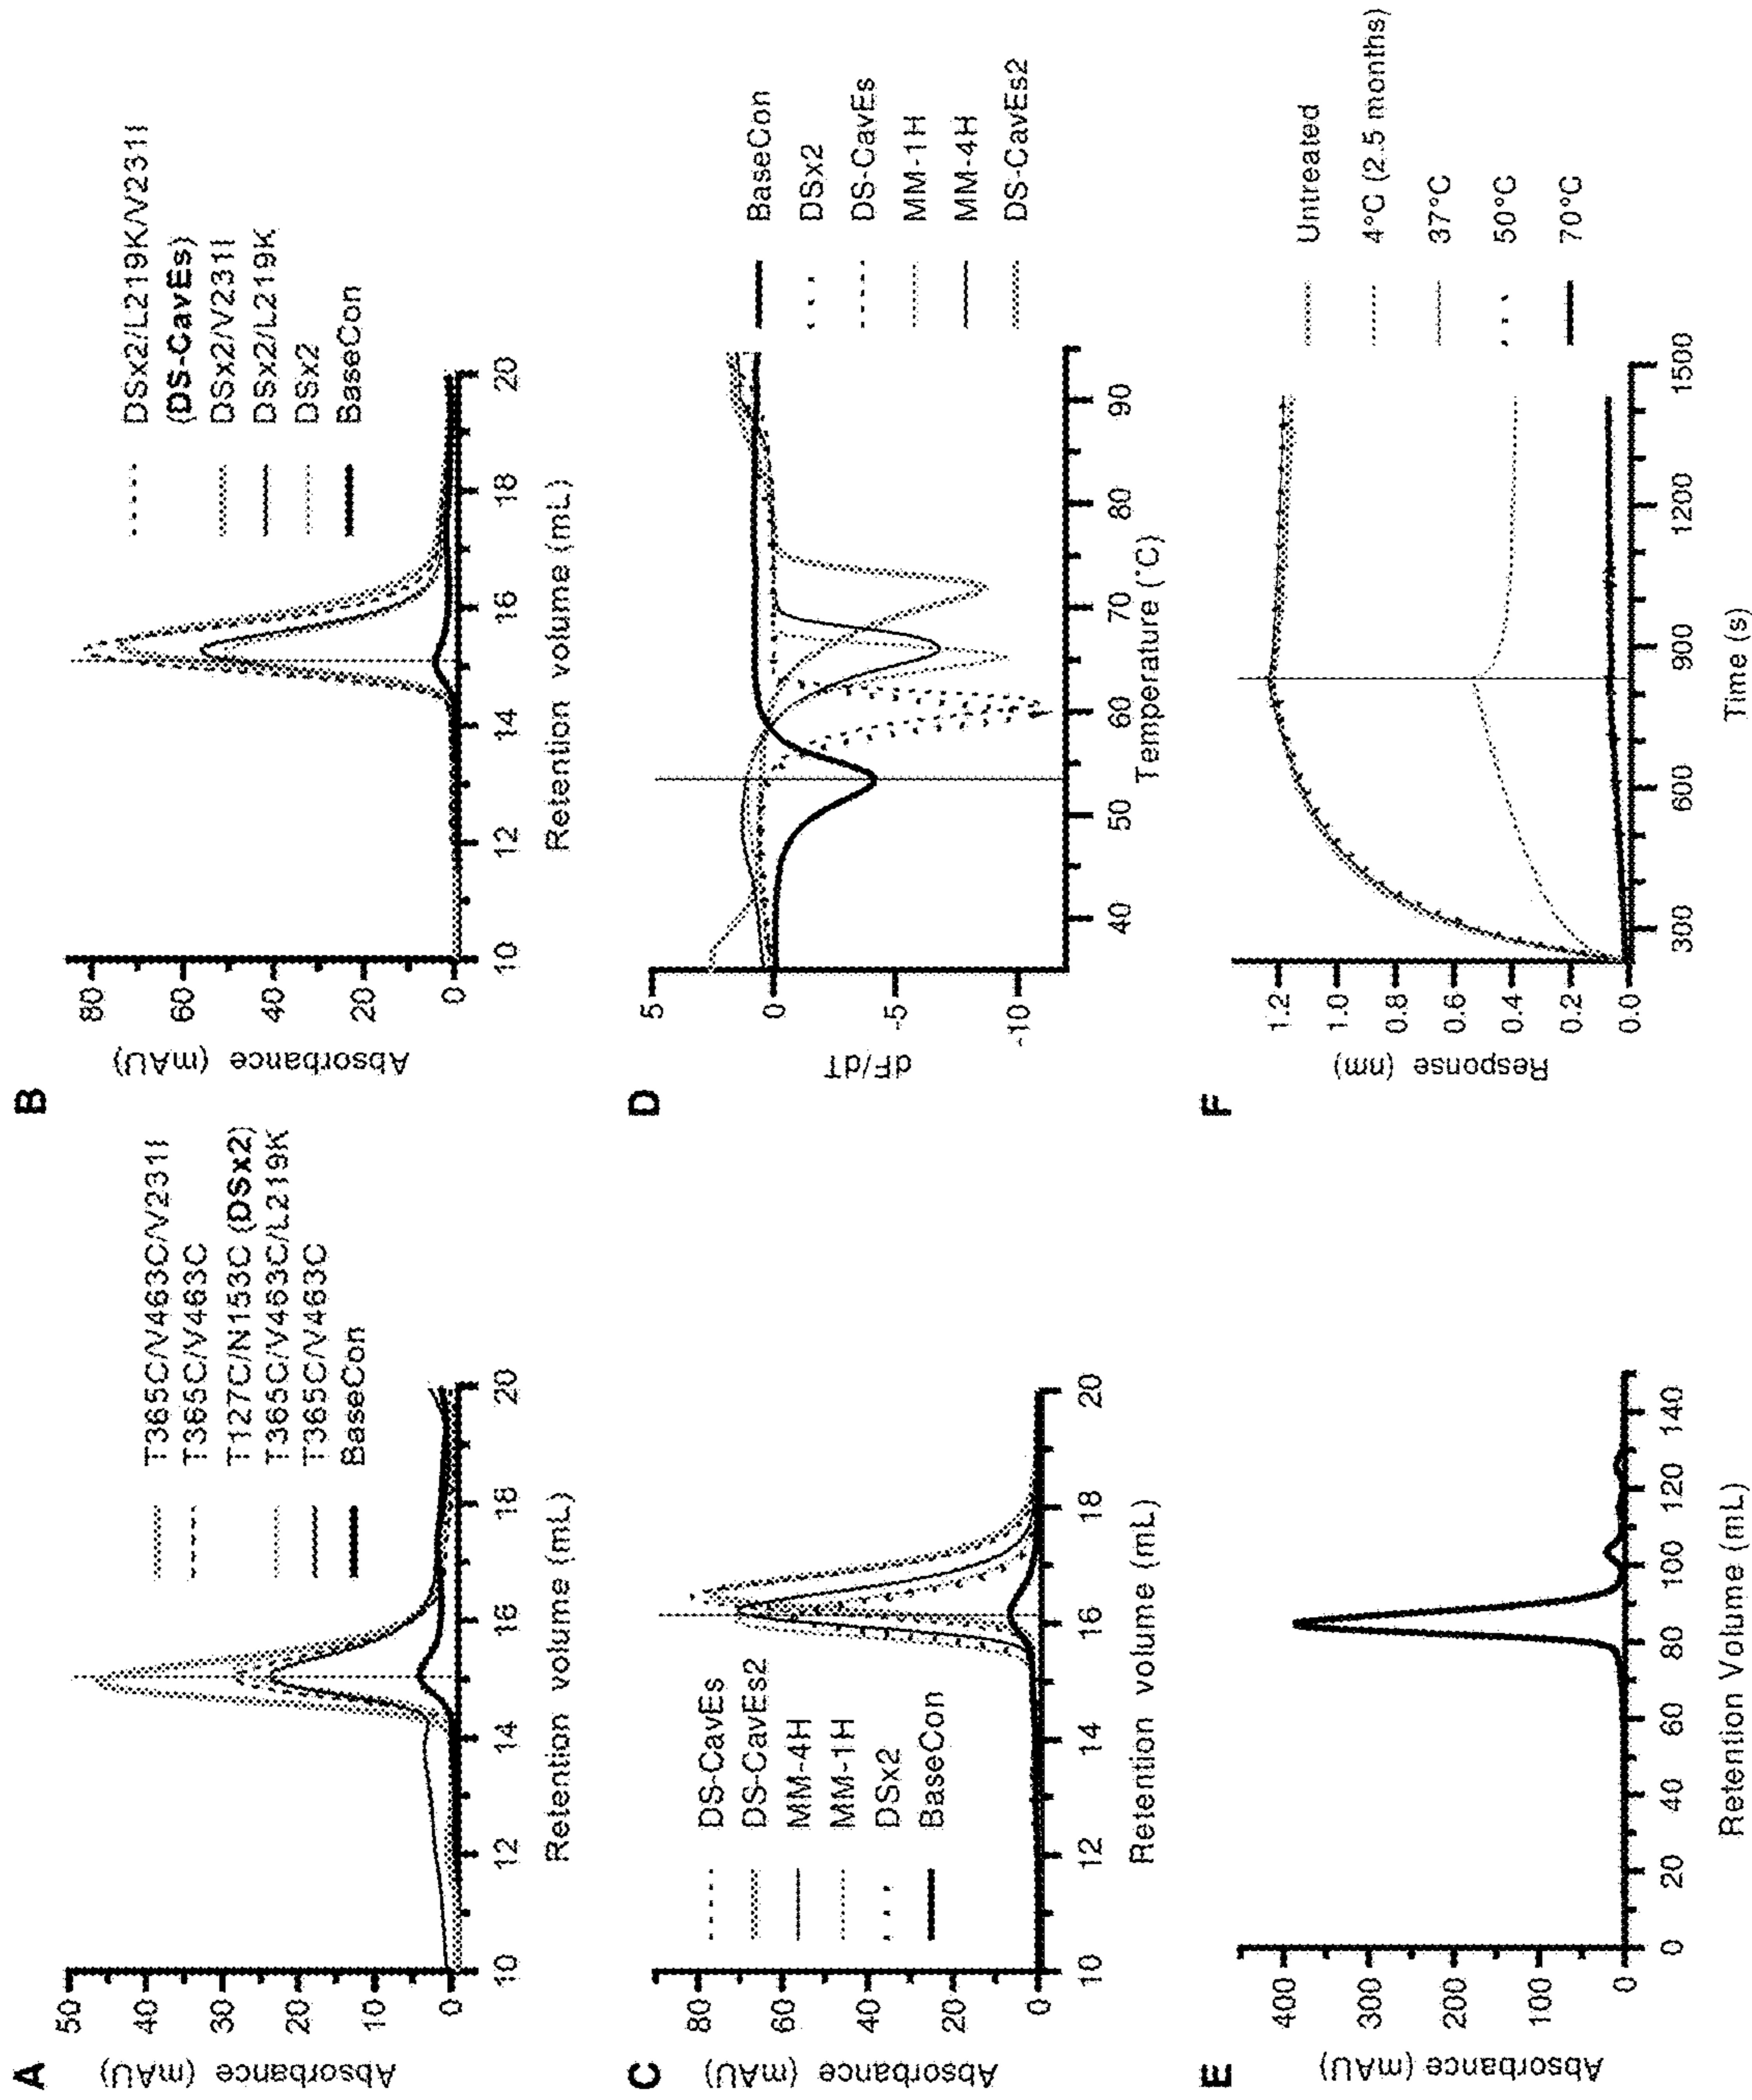 A
Absorbance (mAU)
50
40
30
20
10
0
10
12
14
16
18
20
Retention volume (mL)
T365C/V463C/V231I
T365C/V463C
T127C/N153C (DSx2)
T365C/V463C/L219K
T365C/V463C
BaseCon
B
Absorbance (mAU)
80
60
40
20
0
10
12
14
16
18
20
Retention volume (mL)
DSx2/L219K/V231I
(DS-CavEs)
DSx2/V231I
DSx2/L219K
DSx2
BaseCon
C
Absorbance (mAU)
80
60
40
20
0
10
12
14
16
18
20
Retention volume (mL)
DS-CavEs
DS-CavEs2
MM-4H
MM-1H
DSx2
BaseCon
D
dF/dT
5
0
-5
-10
40
50
60
70
80
90
Temperature (°C)
BaseCon
DSx2
DS-CavEs
MM-1H
MM-4H
DS-CavEs2
E
Absorbance (mAU)
400
300
200
100
0
0
20
40
60
80
100
120
140
Retention Volume (mL)
F
Response (nm)
1.2
1.0
0.8
0.6
0.4
0.2
0.0
300
600
900
1200
1500
Time (s)
Untreated
4°C (2.5 months)
37°C
50°C
70°C